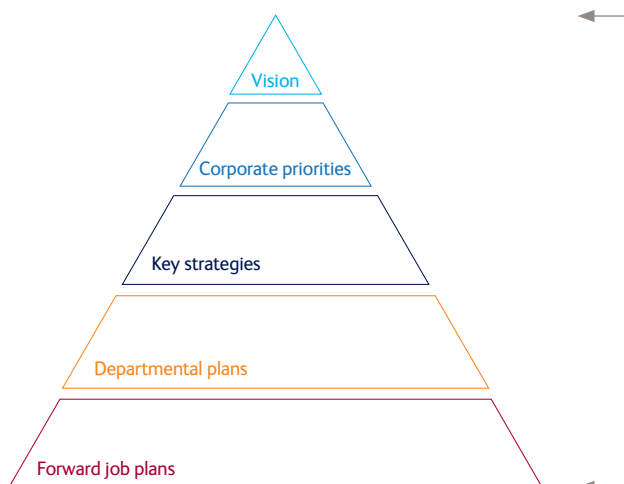 Vision
Corporate priorities
Key strategies
Departmental plans
Forward job plans